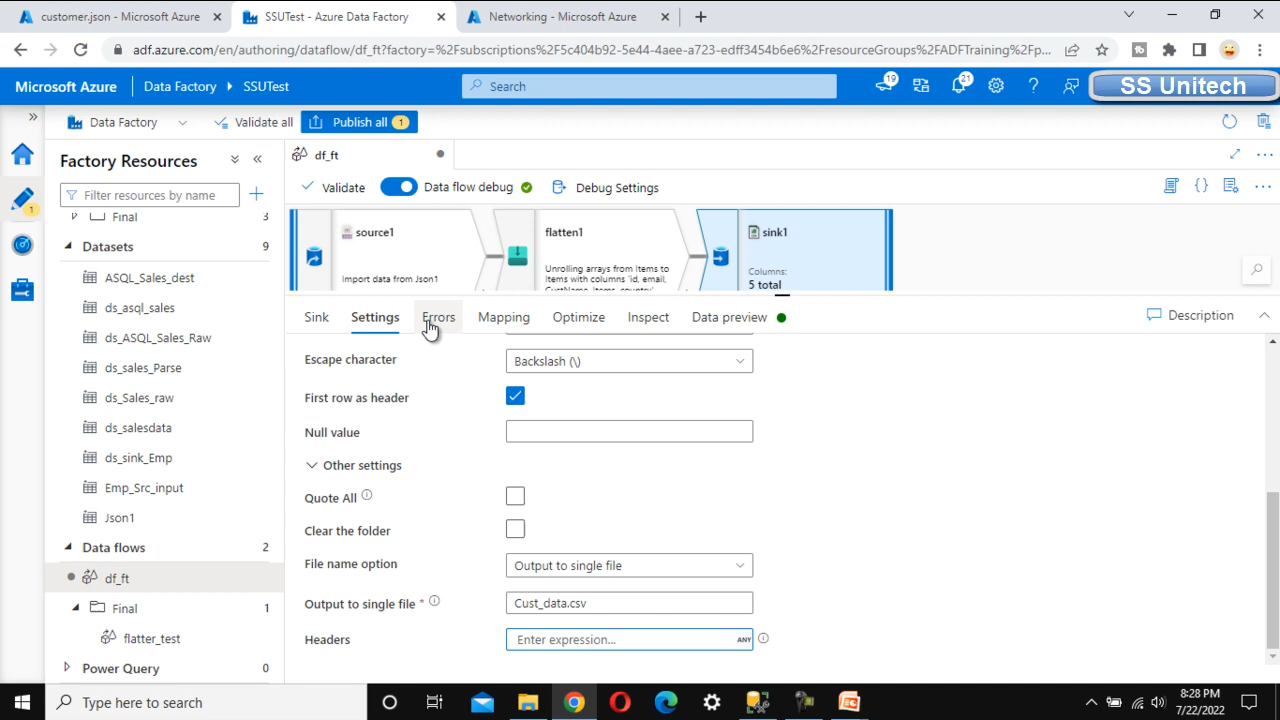 customer.json - Microsoft Azure
SSUTest - Azure Data Factory
Networking - Microsoft Azure
adf.azure.com/en/authoring/dataflow/df_ft?factory=%2Fsubscriptions%2F5c404b92-5e44-4aee-a723-edff3454b6e6%2FresourceGroups%2FADFTraining%2Fp...
Microsoft Azure
Data Factory
SSUTest
Search
19
21
SS Unitech
Data Factory
Validate all
Publish all
1
Factory Resources
Filter resources by name
1
Final
3
Datasets
9
ASQL_Sales_dest
ds_asql_sales
ds_ASQL_Sales_Raw
ds_sales_Parse
ds_Sales_raw
ds_salesdata
ds_sink_Emp
Emp_Src_input
Json1
Data flows
2
df_ft
Final
1
flatter_test
Power Query
0
df_ft
Validate
Data flow debug
Debug Settings
source1
Import data from Json1
flatten1
Unrolling arrays from Items to
Items with columns 'id, email,
CustName, Items, country'
sink1
Columns:
5 total
Sink
Settings
Errors
Mapping
Optimize
Inspect
Data preview
Description
Escape character
Backslash (\)
First row as header
Null value
Other settings
Quote All
Clear the folder
File name option
Output to single file
Output to single file *
Cust_data.csv
Headers
Enter expression...
ANY
Type here to search
8:28 PM
7/22/2022